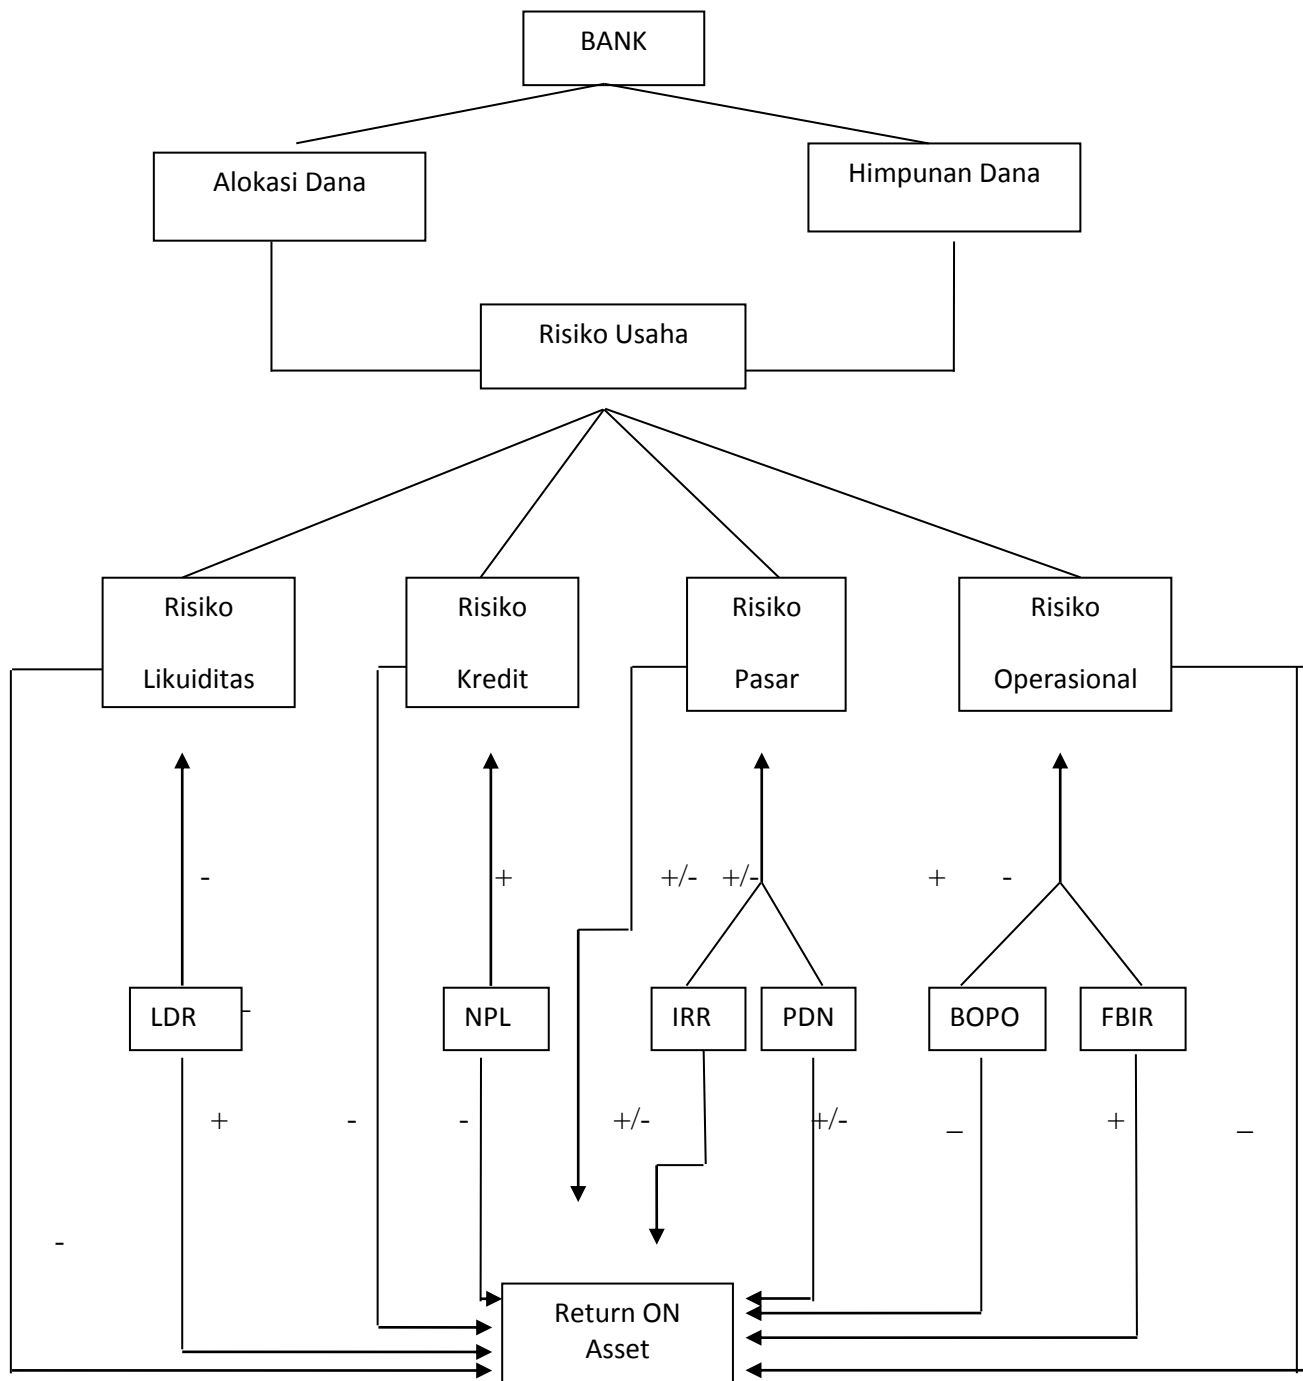 BANK
Alokasi Dana
Himpunan Dana
Risiko Usaha
Risiko
Likuiditas
Risiko
Kredit
Risiko
Pasar
Risiko
Operasional
- + +/- +/- + -
LDR - NPL IRR PDN BOPO FBIR
+ - - +/- +/- _ + _
-
Return ON
Asset